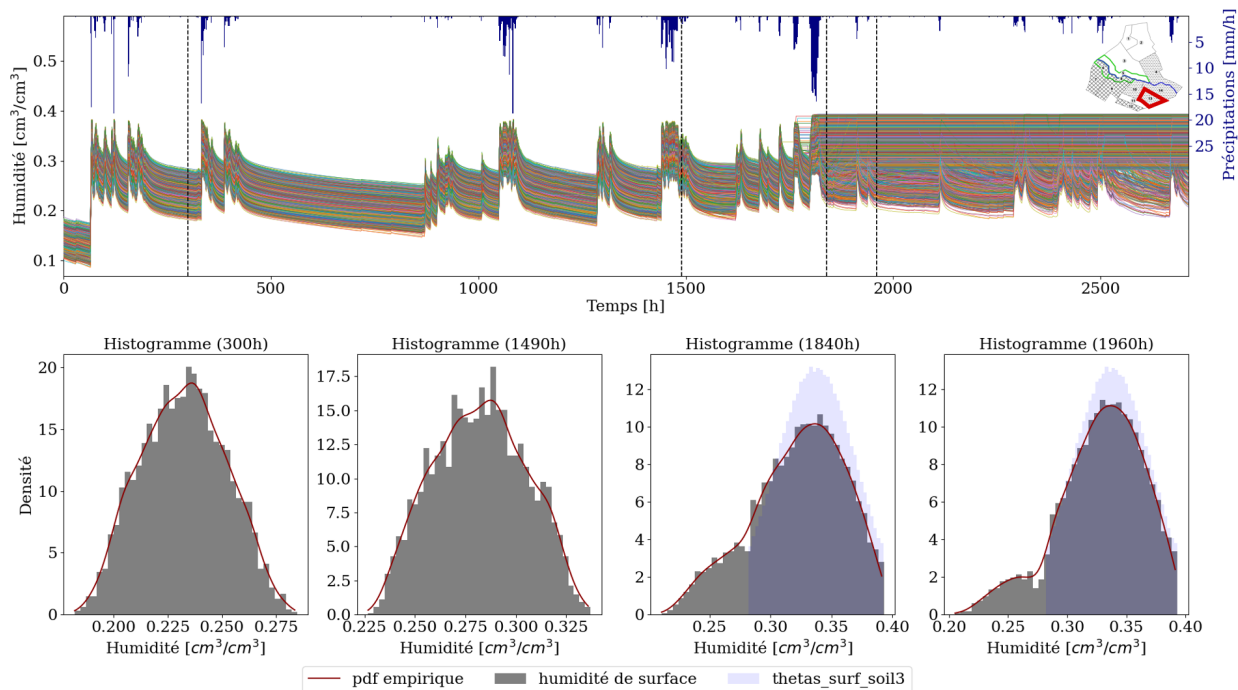 0.5
0.4
0.3
0.2
0.1
Humidité [cm³/cm³]
5
10
15
20
25
Précipitations [mm/h]
0 500 1000 1500 2000 2500
Temps [h]
Histogramme (300h) Histogramme (1490h) Histogramme (1840h) Histogramme (1960h)
20
15
10
5
0
Densité
0.200 0.225 0.250 0.275
Humidité [cm³/cm³]
17.5
15.0
12.5
10.0
7.5
5.0
2.5
0.0
0.225 0.250 0.275 0.300 0.325
Humidité [cm³/cm³]
12
10
8
6
4
2
0
0.25 0.30 0.35 0.40
Humidité [cm³/cm³]
12
10
8
6
4
2
0
0.25 0.30 0.35 0.40
Humidité [cm³/cm³]
pdf empirique humidité de surface thetas_surf_soil3